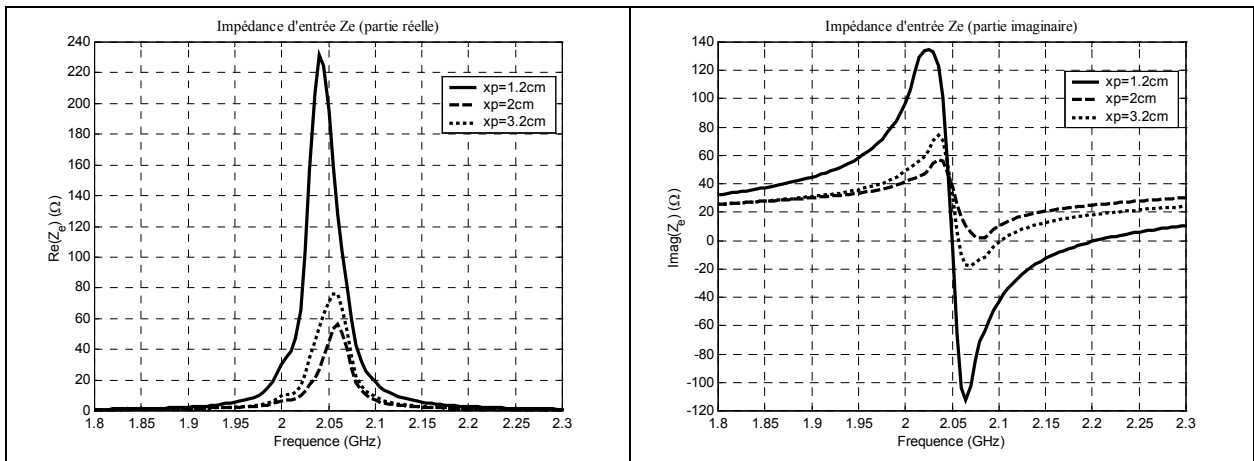 Impédance d'entrée Ze (partie réelle)
240
220
200
180
160
140
120
100
80
60
40
20
0
Re(Z_e) (Ω)
xp=1.2cm
xp=2cm
xp=3.2cm
1.8 1.85 1.9 1.95 2 2.05 2.1 2.15 2.2 2.25 2.3
Frequence (GHz)
Impédance d'entrée Ze (partie imaginaire)
140
120
100
80
60
40
20
0
-20
-40
-60
-80
-100
-120
Imag(Z_e) (Ω)
xp=1.2cm
xp=2cm
xp=3.2cm
1.8 1.85 1.9 1.95 2 2.05 2.1 2.15 2.2 2.25 2.3
Frequence (GHz)